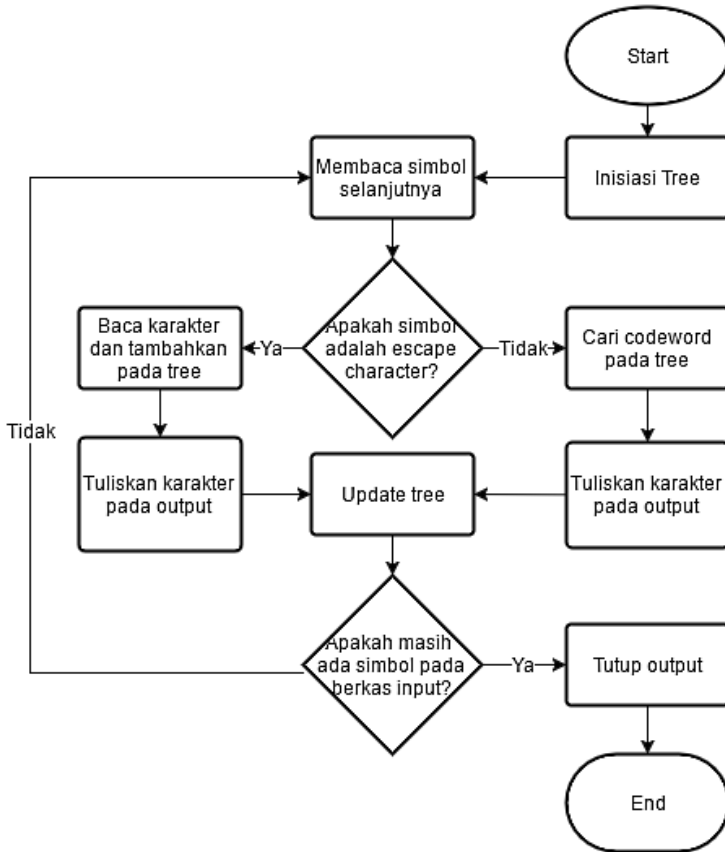 Start
Inisiasi Tree
Membaca simbol
selanjutnya
Apakah simbol
adalah escape
character?
Ya
Tidak
Baca karakter
dan tambahkan
pada tree
Cari codeword
pada tree
Tidak
Tuliskan karakter
pada output
Update tree
Tuliskan karakter
pada output
Apakah masih
ada simbol pada
berkas input?
Ya
Tutup output
End